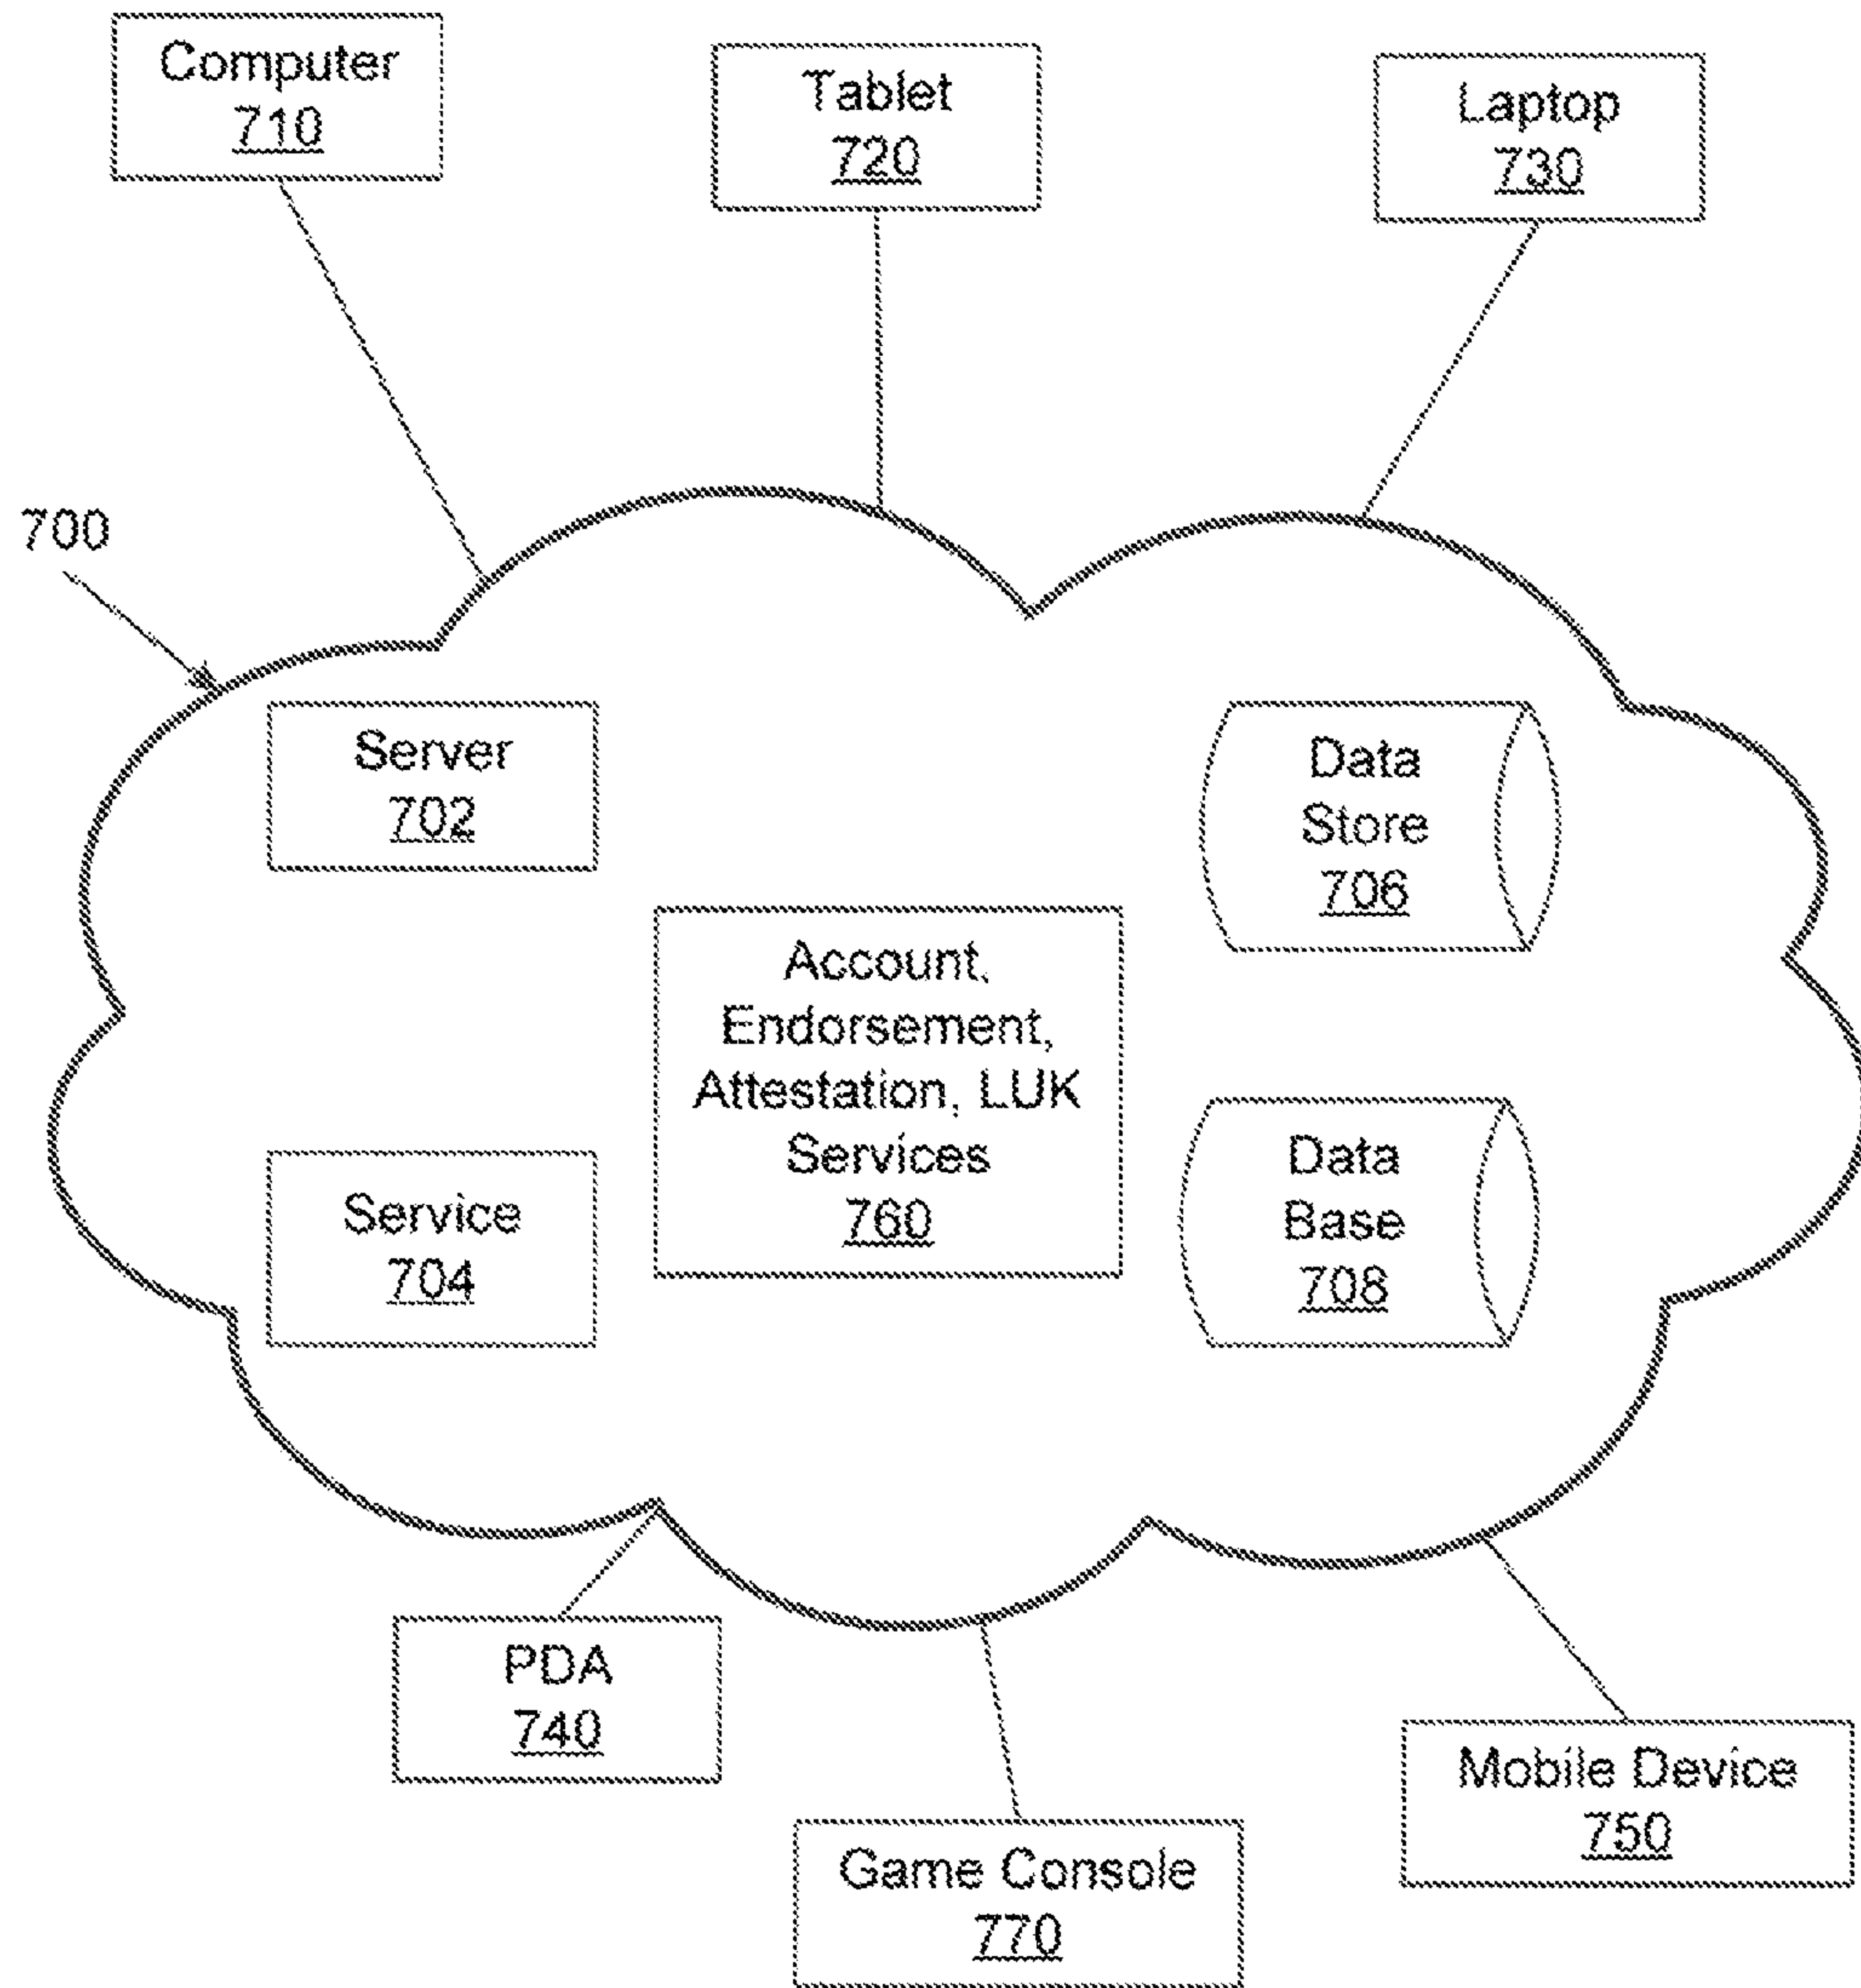 Computer
710
Tablet
720
Laptop
730
700
Server
702
Data
Store
706
Account,
Endorsement,
Attestation, LUK
Services
760
Service
704
Data
Base
708
PDA
740
Mobile Device
750
Game Console
770